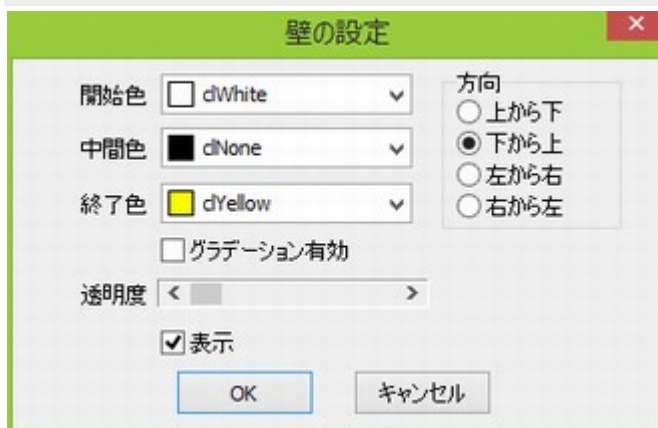 壁の設定
開始色 clWhite
中間色 clNone
終了色 clYellow
グラデーション有効
透明度
表示
方向
上から下
下から上
左から右
右から左
OK キャンセル